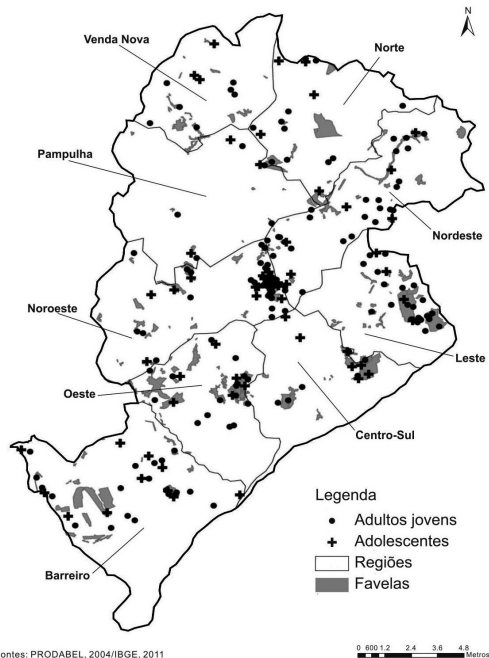 N
Venda Nova
Norte
Pampulha
Nordeste
Noroeste
Leste
Oeste
Centro-Sul
Legenda
Adultos jovens
Adolescentes
Regiões
Favelas
Barreiro
ontes: PRODABEL, 2004/IBGE, 2011
0 600 1.2 2.4 3.6 4.8
Metros